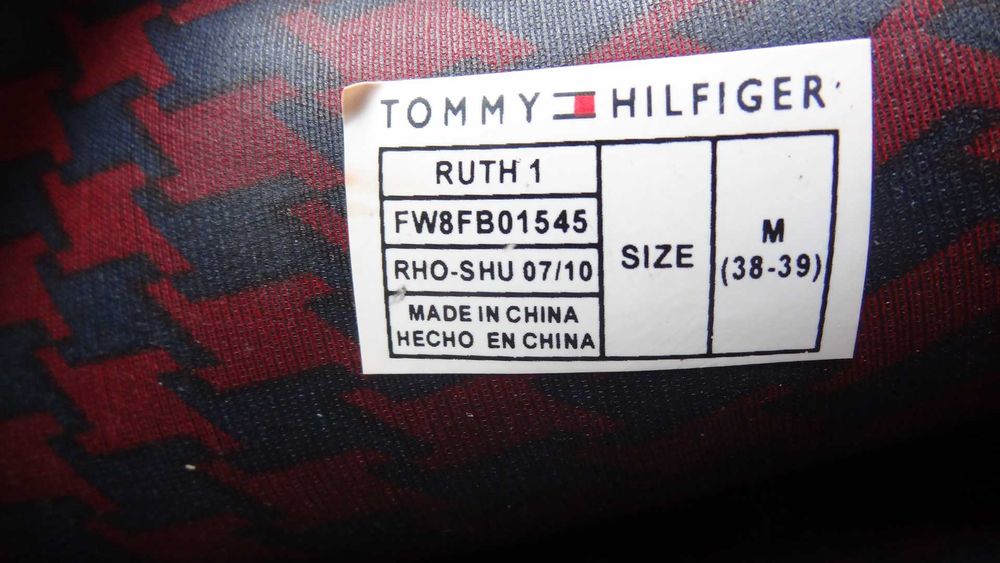 TOMMY HILFIGER
RUTH 1
FW8FB01545
RHO-SHU 07/10
MADE IN CHINA
HECHO EN CHINA
SIZE
M
(38-39)